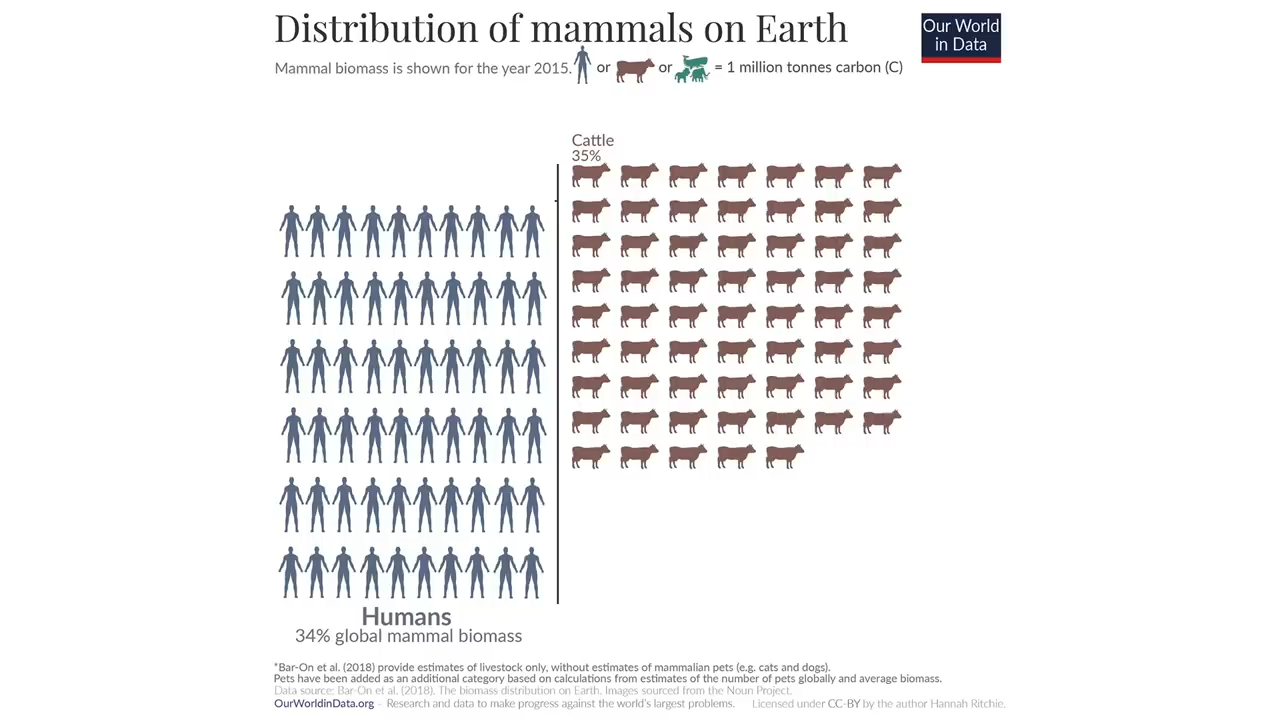 Distribution of mammals on Earth
Our World
in Data
Mammal biomass is shown for the year 2015. or or = 1 million tonnes carbon (C)
Cattle
35%
Humans
34% global mammal biomass
*Bar-On et al. (2018) provide estimates of livestock only, without estimates of mammalian pets (e.g. cats and dogs).
Pets have been added as an additional category based on calculations from estimates of the number of pets globally and average biomass.
Data source: Bar-On et al. (2018). The biomass distribution on Earth. Images sourced from the Noun Project.
OurWorldinData.org - Research and data to make progress against the world's largest problems. Licensed under CC-BY by the author Hannah Ritchie.